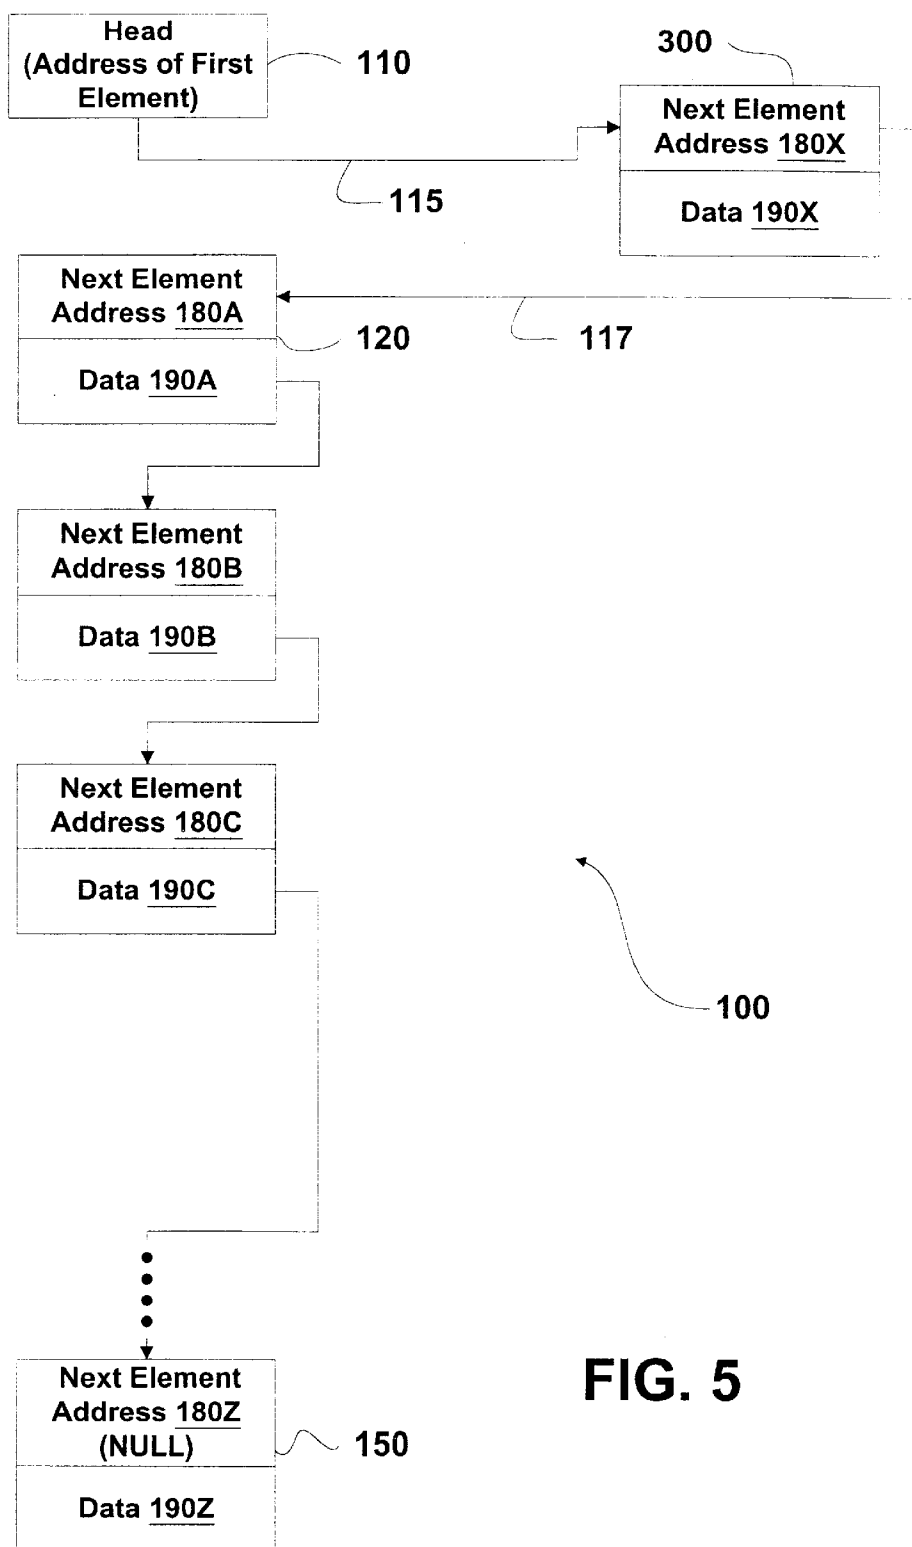 Head
(Address of First
Element)
110
300
Next Element
Address 180X
Data 190X
115
Next Element
Address 180A
120
117
Data 190A
Next Element
Address 180B
Data 190B
Next Element
Address 180C
Data 190C
100
Next Element
Address 180Z
(NULL)
150
Data 190Z
FIG. 5